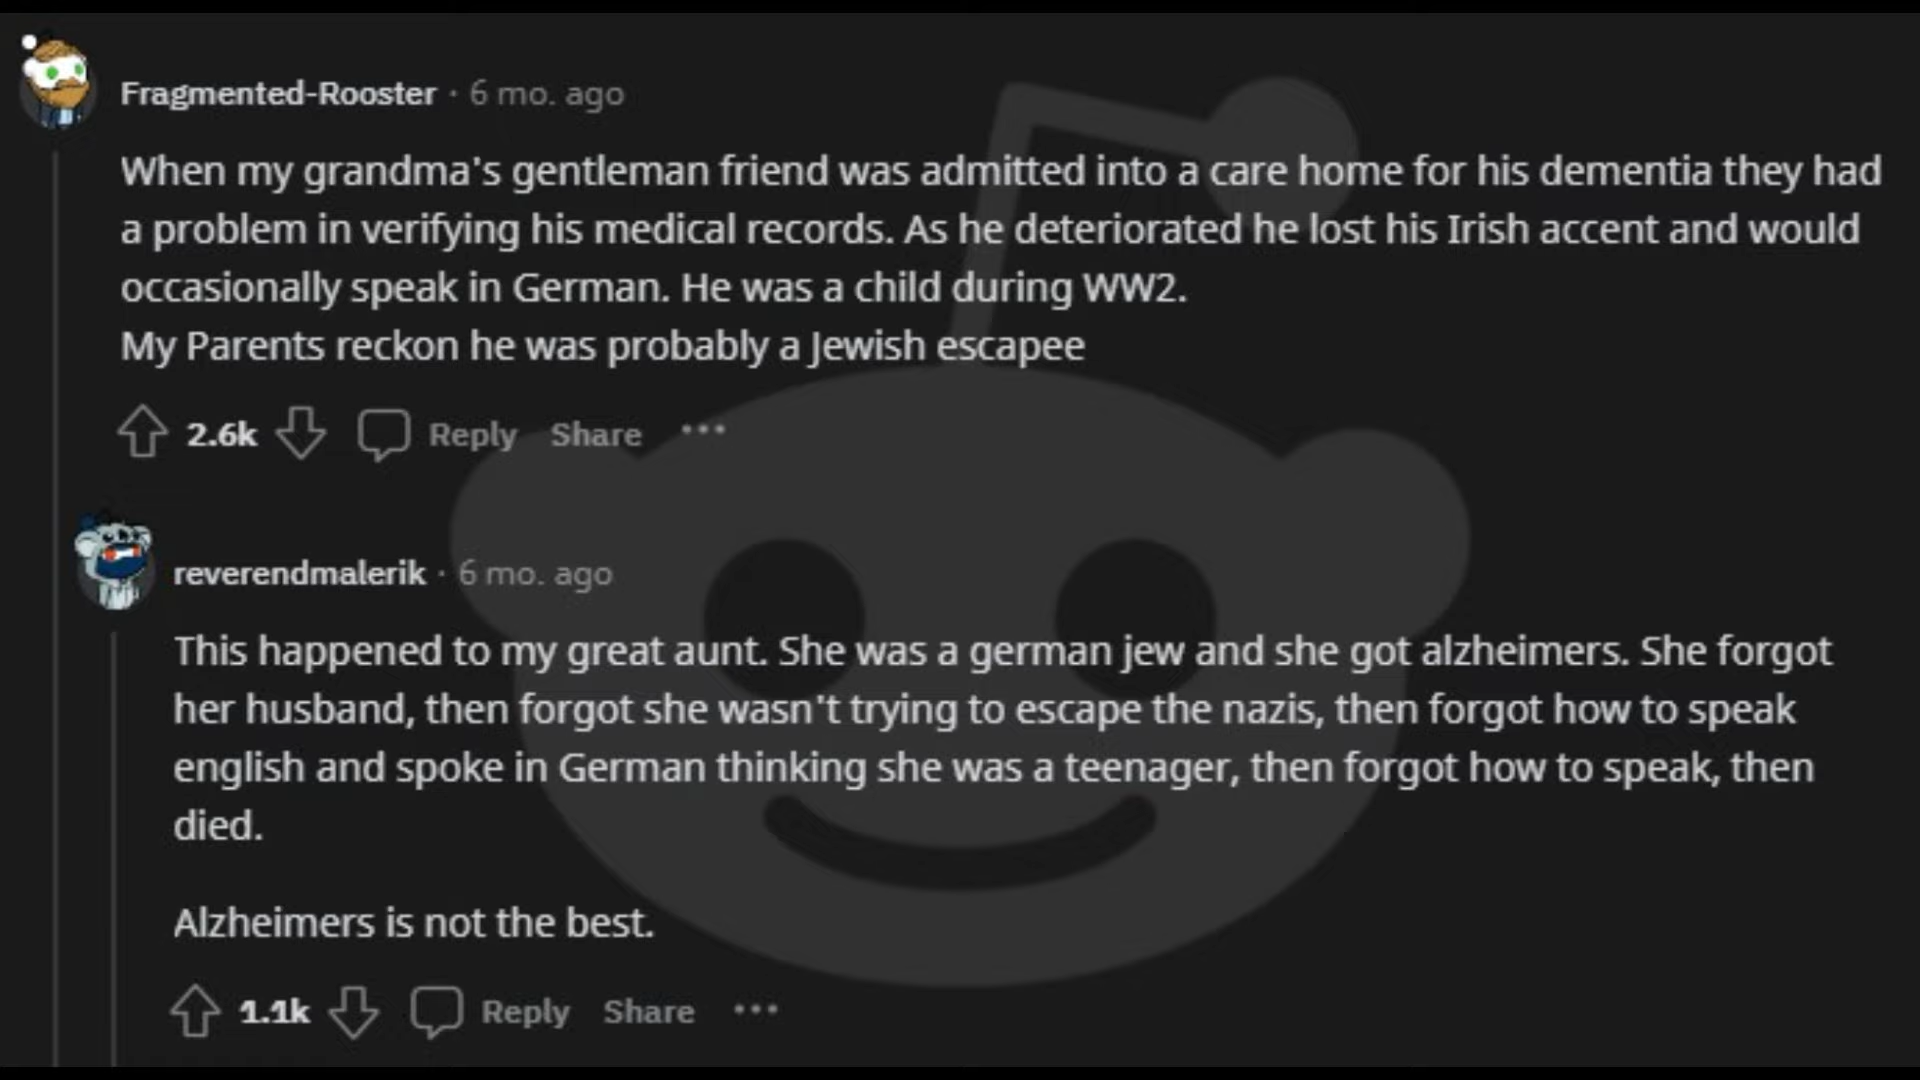 Fragmented-Rooster · 6 mo. ago
When my grandma's gentleman friend was admitted into a care home for his dementia they had
a problem in verifying his medical records. As he deteriorated he lost his Irish accent and would
occasionally speak in German. He was a child during WW2.
My Parents reckon he was probably a Jewish escapee
2.6k Reply Share ···
reverendmalerik · 6 mo. ago
This happened to my great aunt. She was a german jew and she got alzheimers. She forgot
her husband, then forgot she wasn't trying to escape the nazis, then forgot how to speak
english and spoke in German thinking she was a teenager, then forgot how to speak, then
died.
Alzheimers is not the best.
1.1k Reply Share ···